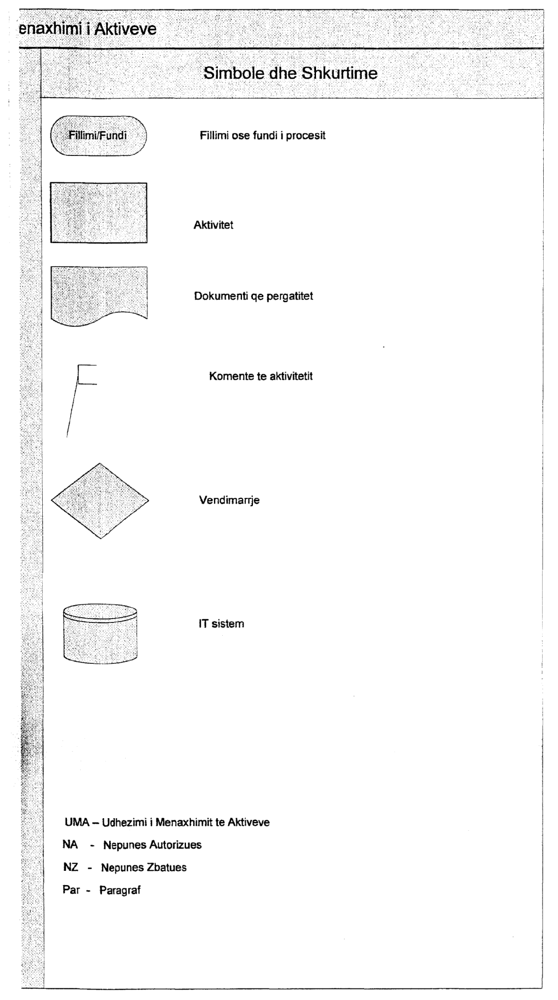 enaxhimi i Aktiveve
Simbole dhe Shkurtime
Fillimi/Fundi
Fillimi ose fundi i procesit
Aktivitet
Dokumenti qe pergatitet
Komente te aktivitetit
Vendimarrje
IT sistem
UMA – Udhezimi i Menaxhimit te Aktiveve
NA - Nepunes Autorizues
NZ - Nepunes Zbatues
Par - Paragraf